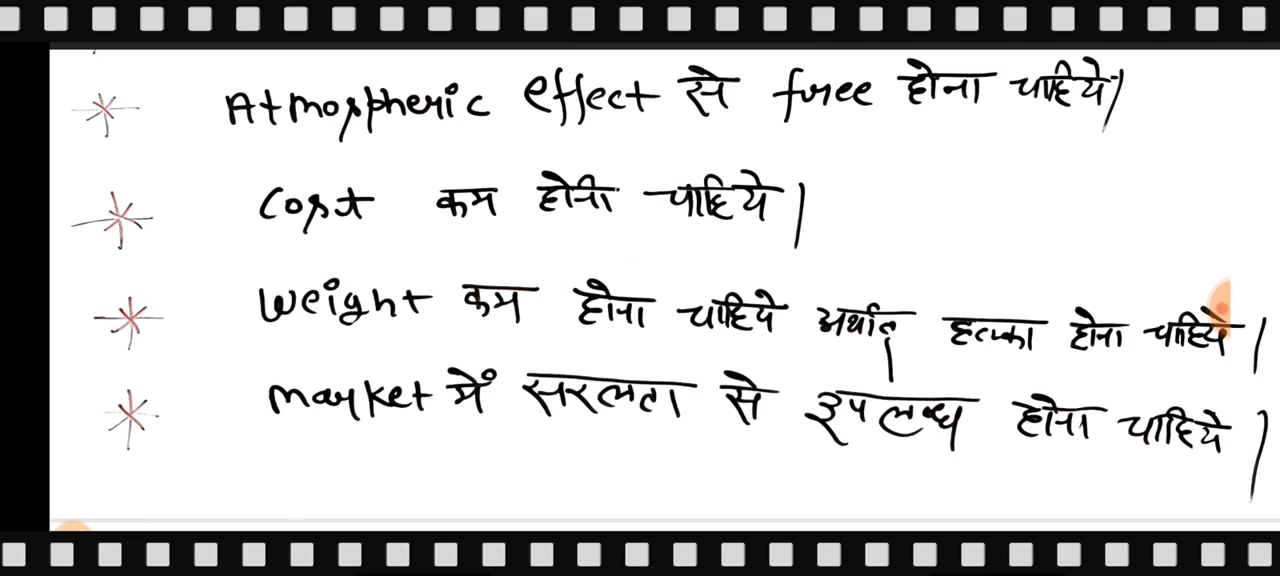 Atmospheric effect से free होना चाहिये।
Cost कम होनी चाहिये।
Weight कम होना चाहिये अर्थात् हल्का होना चाहिये।
market में सरलता से उपलब्ध होना चाहिये।